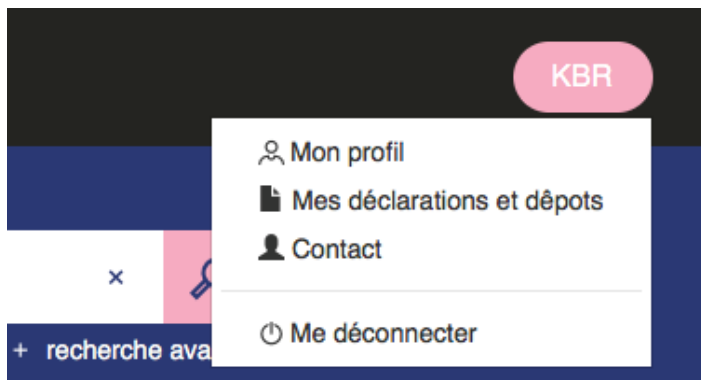 KBR
Mon profil
Mes déclarations et dêpots
Contact
×
+ recherche ava
Me déconnecter